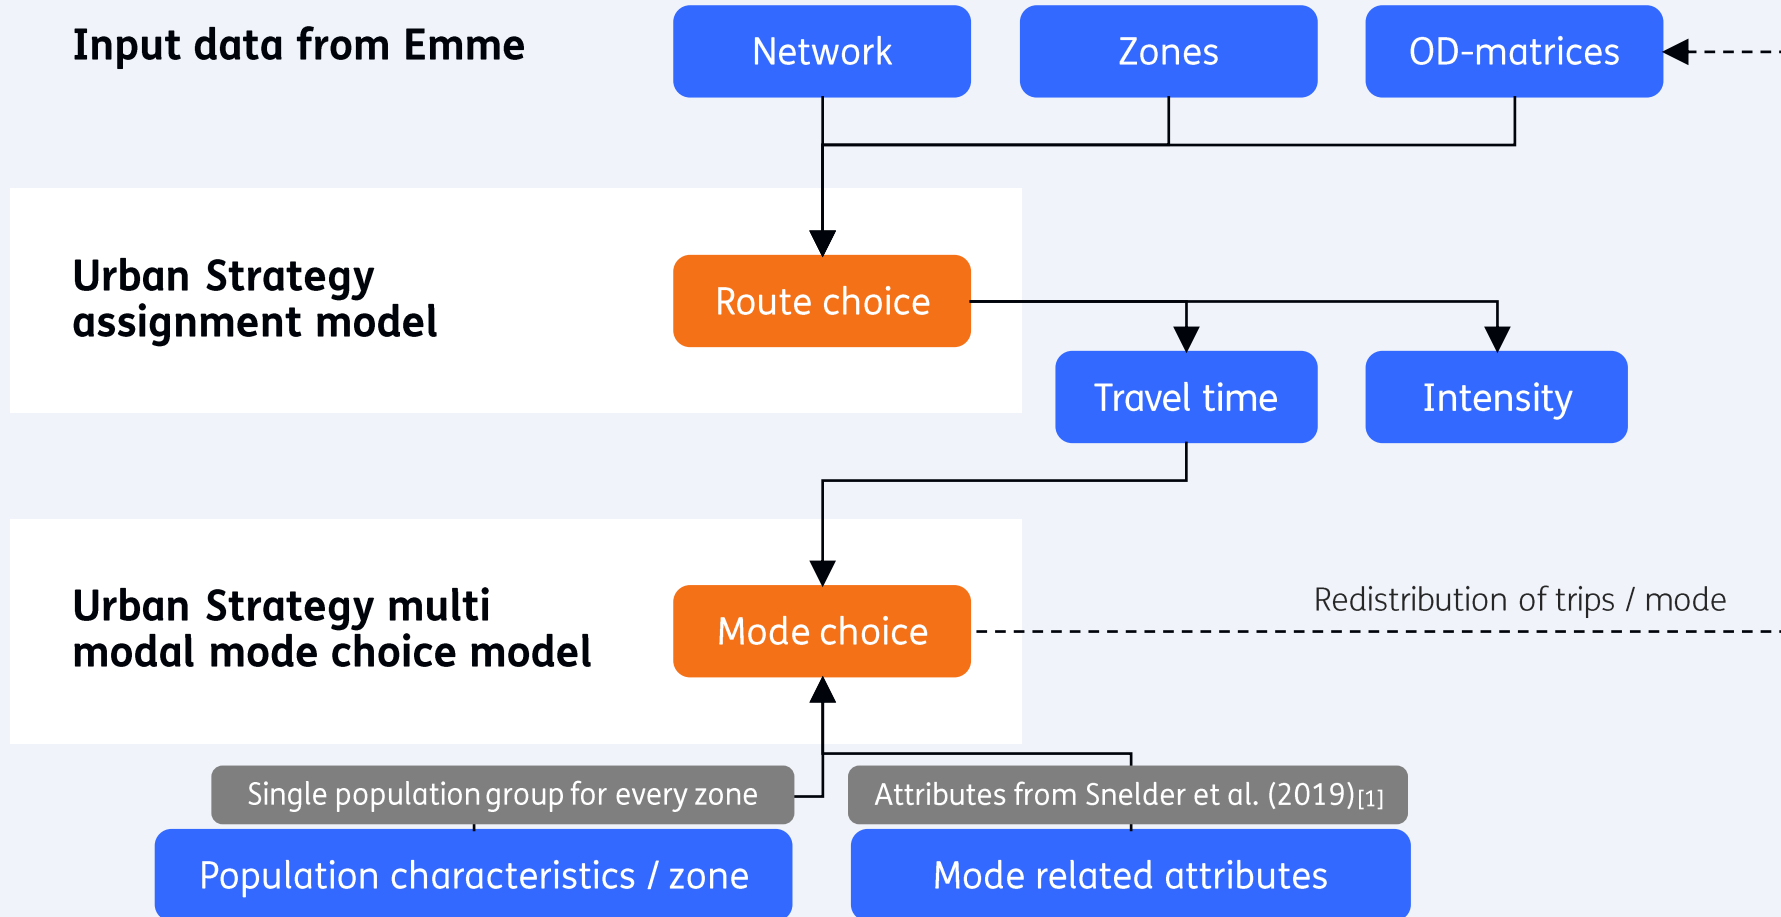 Input data from Emme
Network
Zones
OD-matrices
Urban Strategy
assignment model
Route choice
Travel time
Intensity
Urban Strategy multi
modal mode choice model
Mode choice
Redistribution of trips / mode
Single population group for every zone
Attributes from Snelder et al. (2019)[1]
Population characteristics / zone
Mode related attributes